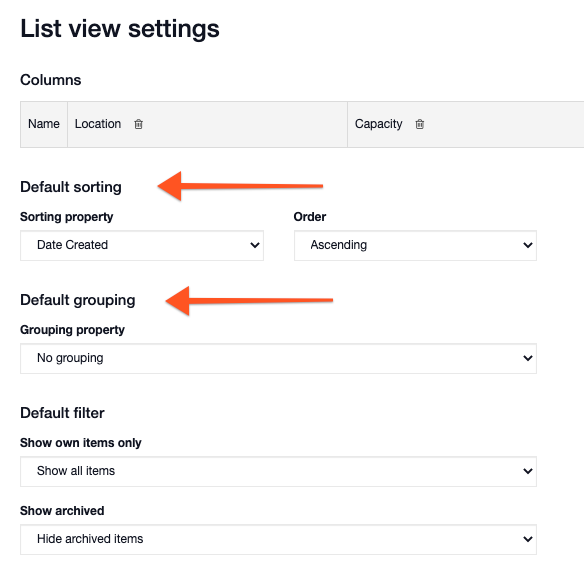 List view settings
Columns
Name Location Capacity
Default sorting
Sorting property Order
Date Created Ascending
Default grouping
Grouping property
No grouping
Default filter
Show own items only
Show all items
Show archived
Hide archived items